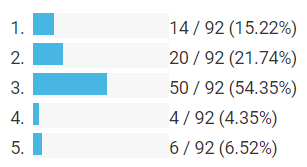 1. 14 / 92 (15.22%)
2. 20 / 92 (21.74%)
3. 50 / 92 (54.35%)
4. 4 / 92 (4.35%)
5. 6 / 92 (6.52%)